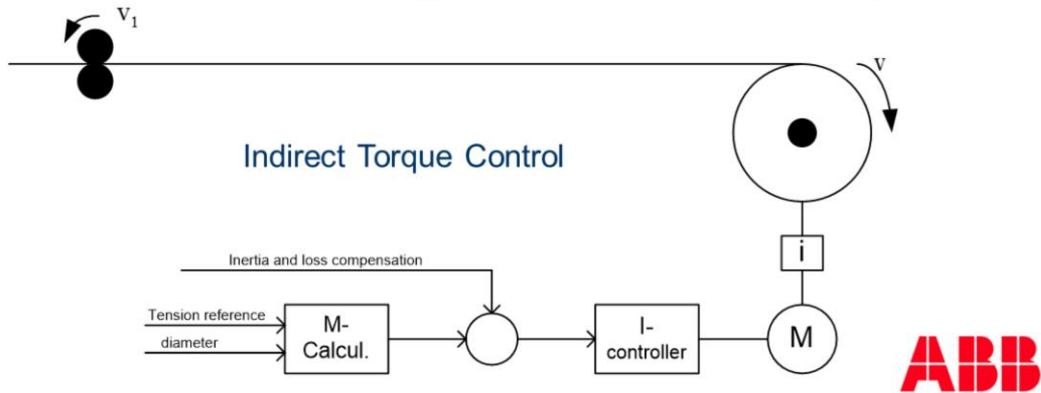 v1
v
Indirect Torque Control
i
Inertia and loss compensation
Tension reference
diameter
M-
Calcul.
I-
controller
M
ABB